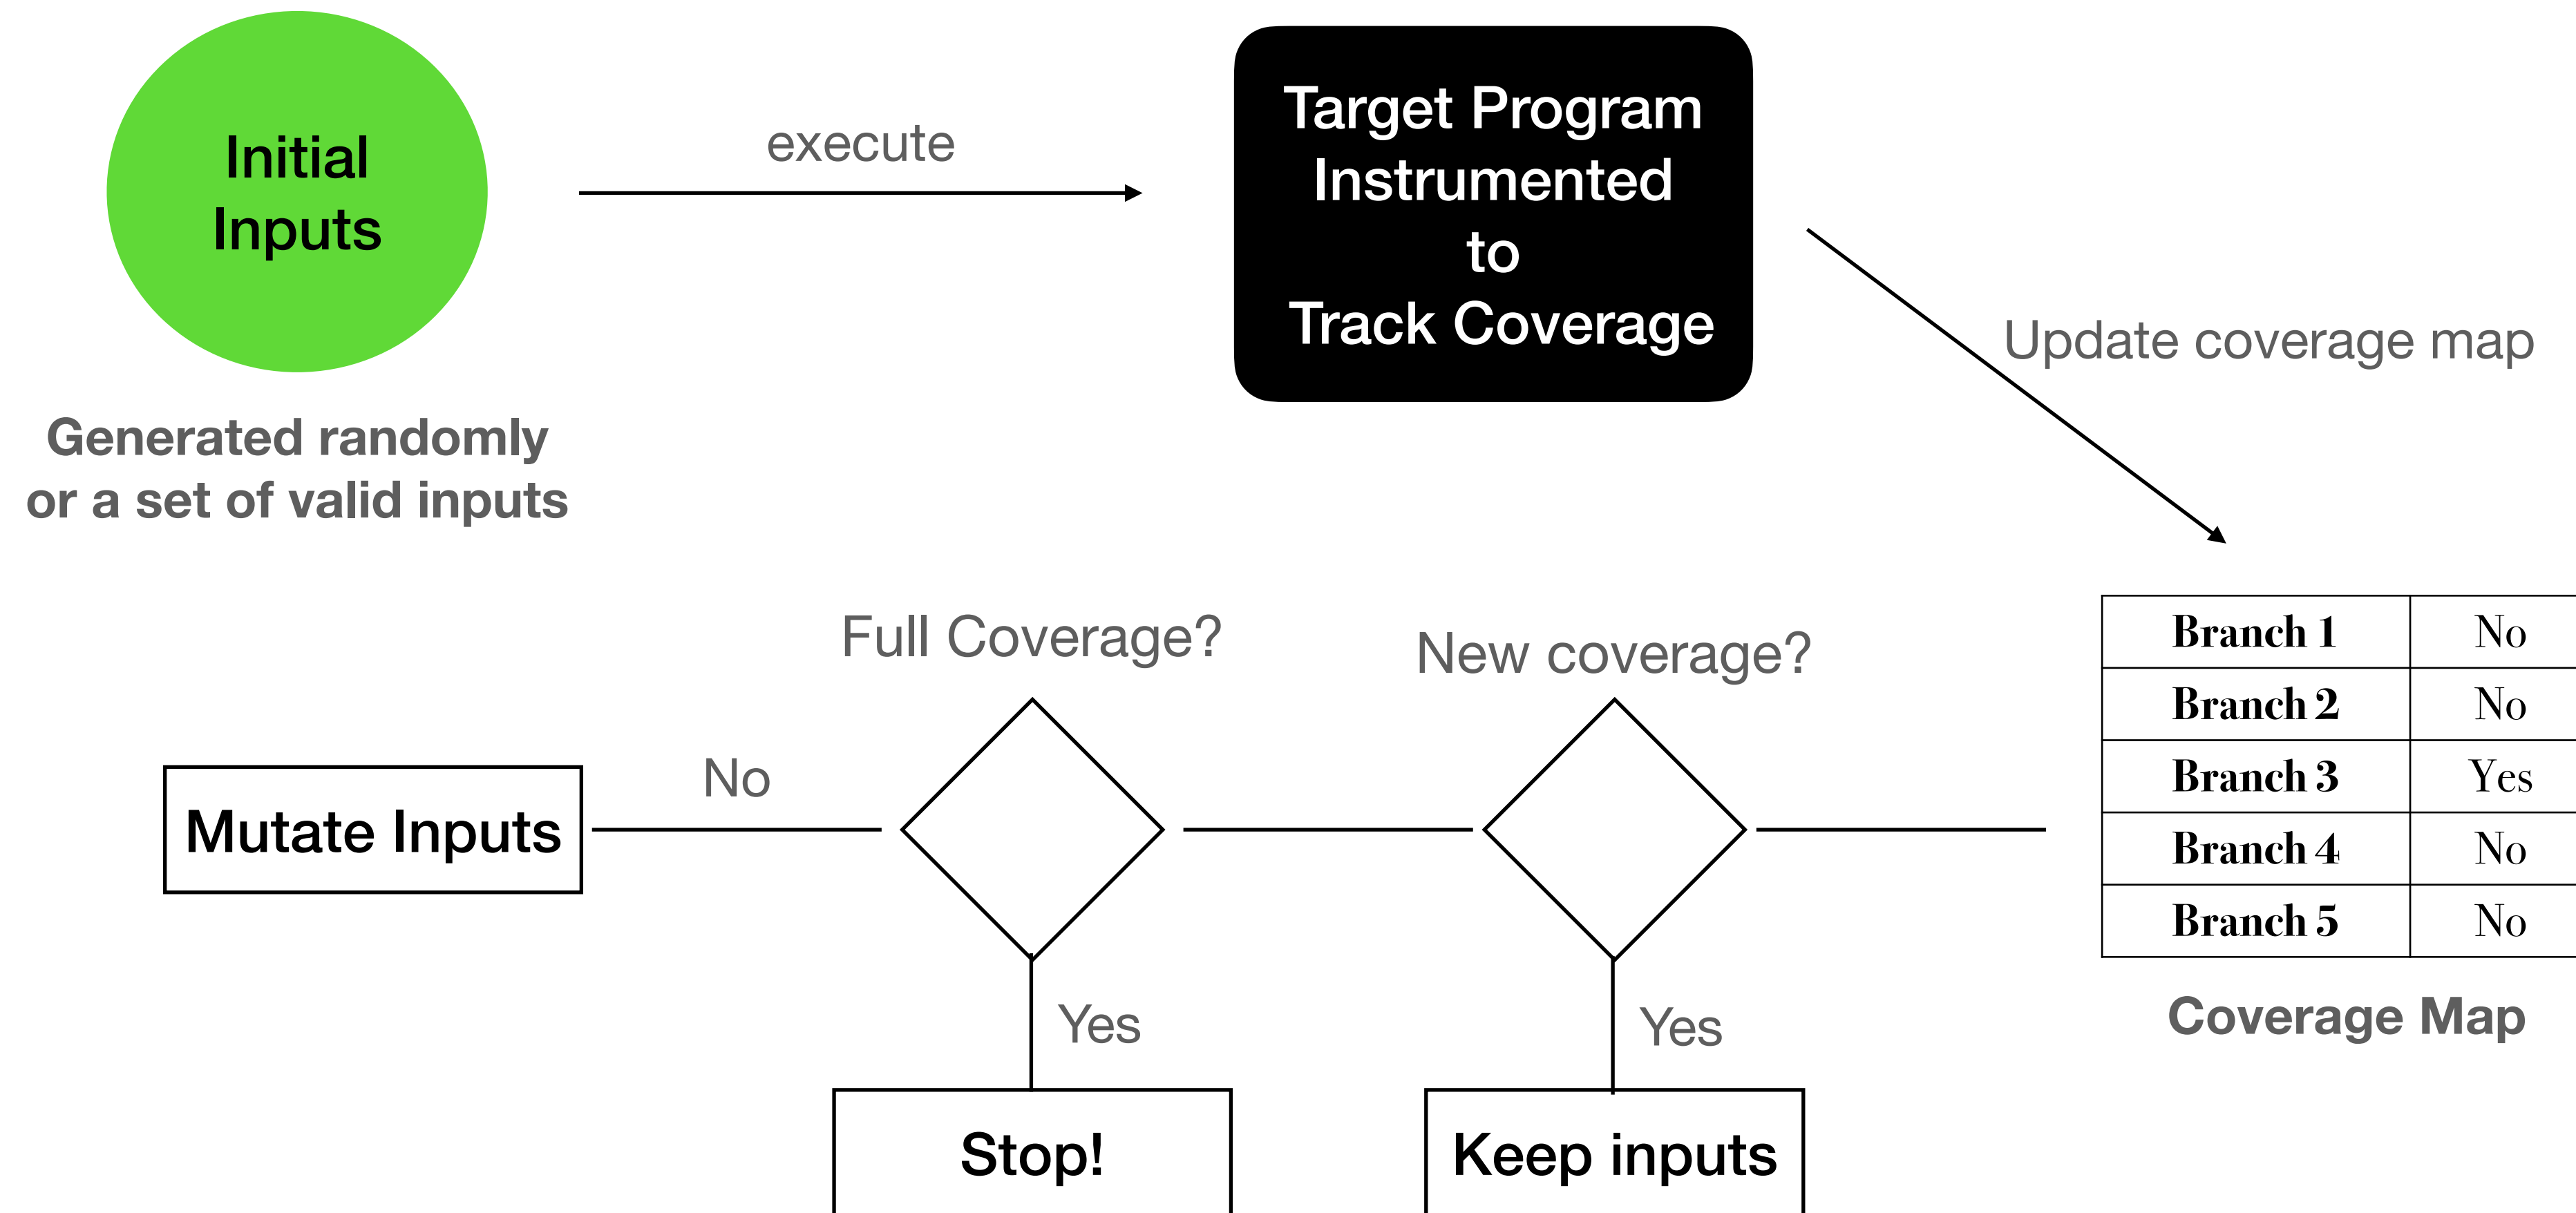 Initial
Inputs
execute
Target Program
Instrumented
to
Track Coverage
Generated randomly
or a set of valid inputs
Update coverage map
Full Coverage?
New coverage?
Branch 1 No
Branch 2 No
Branch 3 Yes
Branch 4 No
Branch 5 No
Coverage Map
Mutate Inputs
No
Yes
Yes
Stop!
Keep inputs